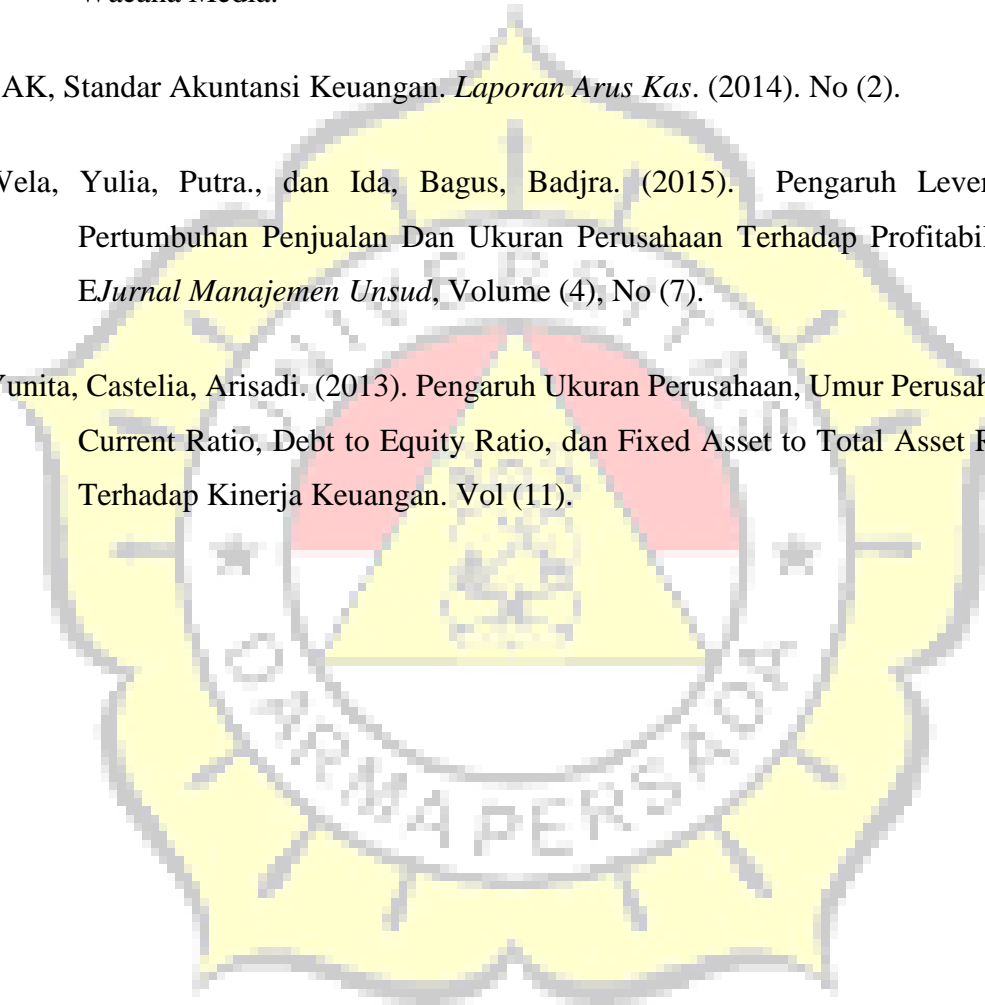 Wacana Media.
AK, Standar Akuntansi Keuangan. Laporan Arus Kas. (2014). No (2).
Wela, Yulia, Putra., dan Ida, Bagus, Badjra. (2015). Pengaruh Lever
Pertumbuhan Penjualan Dan Ukuran Perusahaan Terhadap Profitabil
EJurnal Manajemen Unsud, Volume (4), No (7).
Yunita, Castelia, Arisadi. (2013). Pengaruh Ukuran Perusahaan, Umur Perusah
Current Ratio, Debt to Equity Ratio, dan Fixed Asset to Total Asset R
Terhadap Kinerja Keuangan. Vol (11).
UNIVERSITAS
DARMA PERSADA